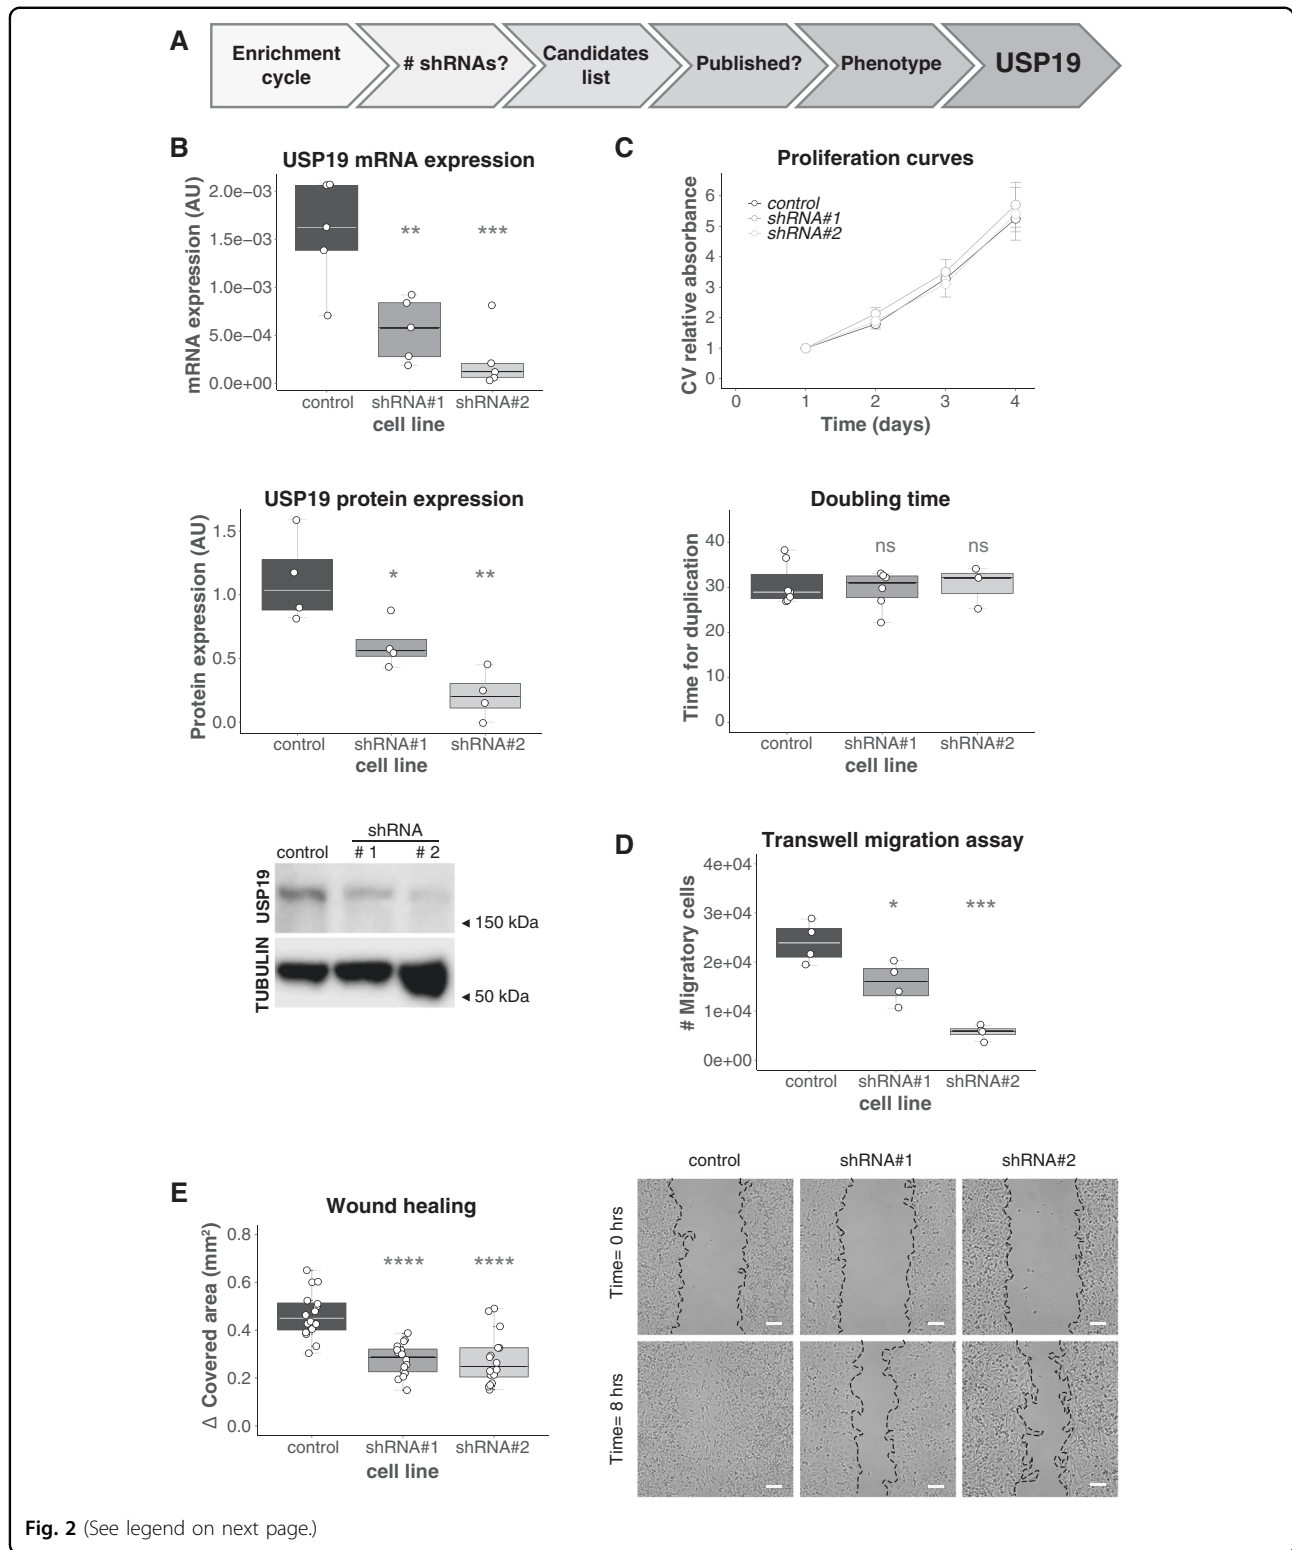 A
Enrichment
cycle
# shRNAs?
Candidates
list
Published?
Phenotype
USP19
B
USP19 mRNA expression
mRNA expression (AU)
2.0e−03
1.5e−03
1.0e−03
5.0e−04
0.0e+00
**
***
control
shRNA#1
shRNA#2
cell line
C
Proliferation curves
CV relative absorbance
6
5
4
3
2
1
0
control
shRNA#1
shRNA#2
0
1
2
3
4
Time (days)
USP19 protein expression
Protein expression (AU)
1.5
1.0
0.5
0.0
*
**
control
shRNA#1
shRNA#2
cell line
Doubling time
Time for duplication
40
30
20
10
0
ns
ns
control
shRNA#1
shRNA#2
cell line
shRNA
control
# 1
# 2
USP19
150 kDa
TUBULIN
50 kDa
D
Transwell migration assay
# Migratory cells
4e+04
3e+04
2e+04
1e+04
0e+00
*
***
control
shRNA#1
shRNA#2
cell line
E
Wound healing
Δ Covered area (mm²)
0.8
0.6
0.4
0.2
0.0
****
****
control
shRNA#1
shRNA#2
cell line
control
shRNA#1
shRNA#2
Time= 0 hrs
Time= 8 hrs
Fig. 2 (See legend on next page.)